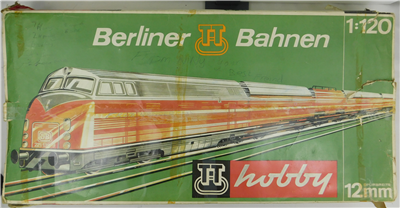 Berliner TT Bahnen
1:120
TT hobby
12mm